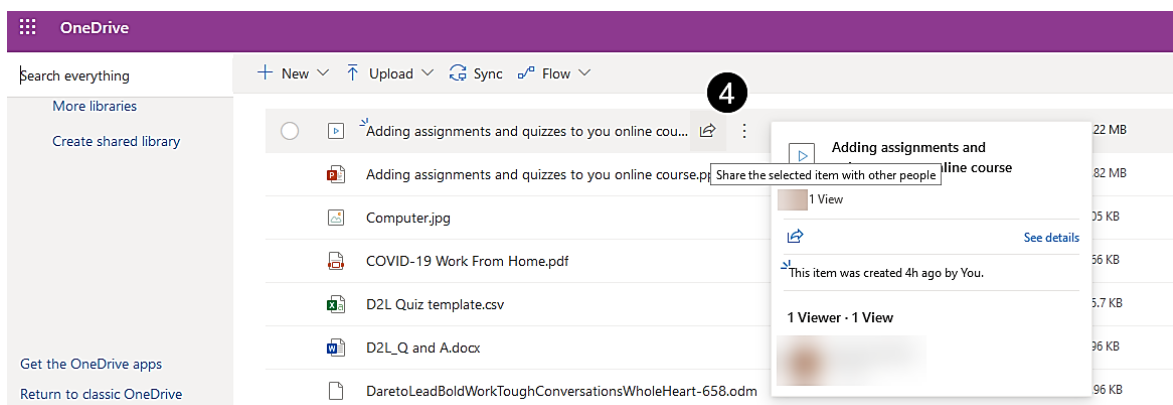 OneDrive
Search everything
New Upload Sync Flow
4
More libraries
Create shared library
Adding assignments and quizzes to you online cou...
22 MB
Adding assignments and
line course
Share the selected item with other people
Adding assignments and quizzes to you online course.pp
82 MB
1 View
Computer.jpg
05 KB
See details
COVID-19 Work From Home.pdf
66 KB
This item was created 4h ago by You.
D2L Quiz template.csv
5.7 KB
1 Viewer · 1 View
D2L_Q and A.docx
96 KB
Get the OneDrive apps
DaretoLeadBoldWorkToughConversationsWholeHeart-658.odm
.96 KB
Return to classic OneDrive